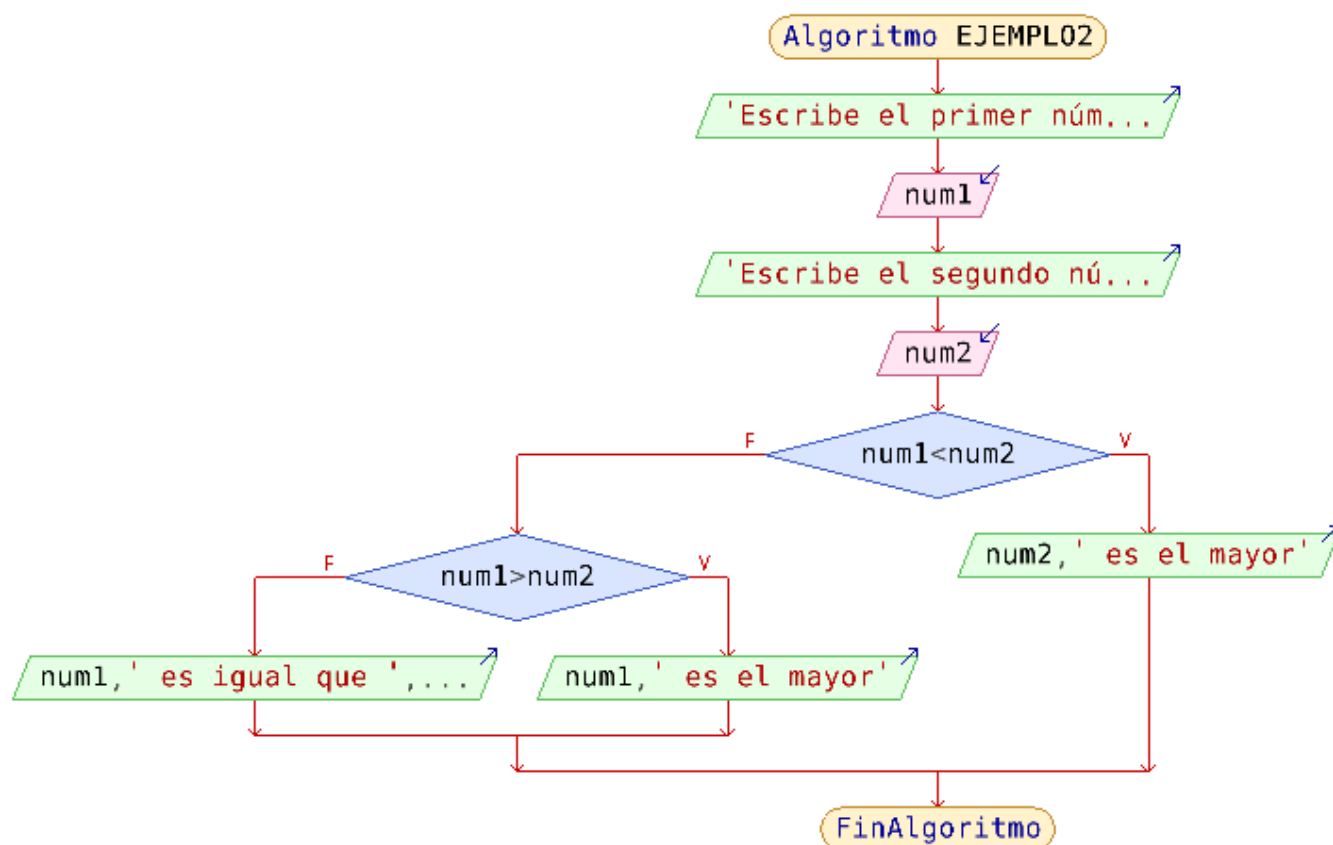 Algoritmo EJEMPLO2
'Escribe el primer núm...
num1
'Escribe el segundo nú...
num2
F
num1<num2
V
num2,' es el mayor'
F
num1>num2
V
num1,' es igual que ',...
num1,' es el mayor'
FinAlgoritmo